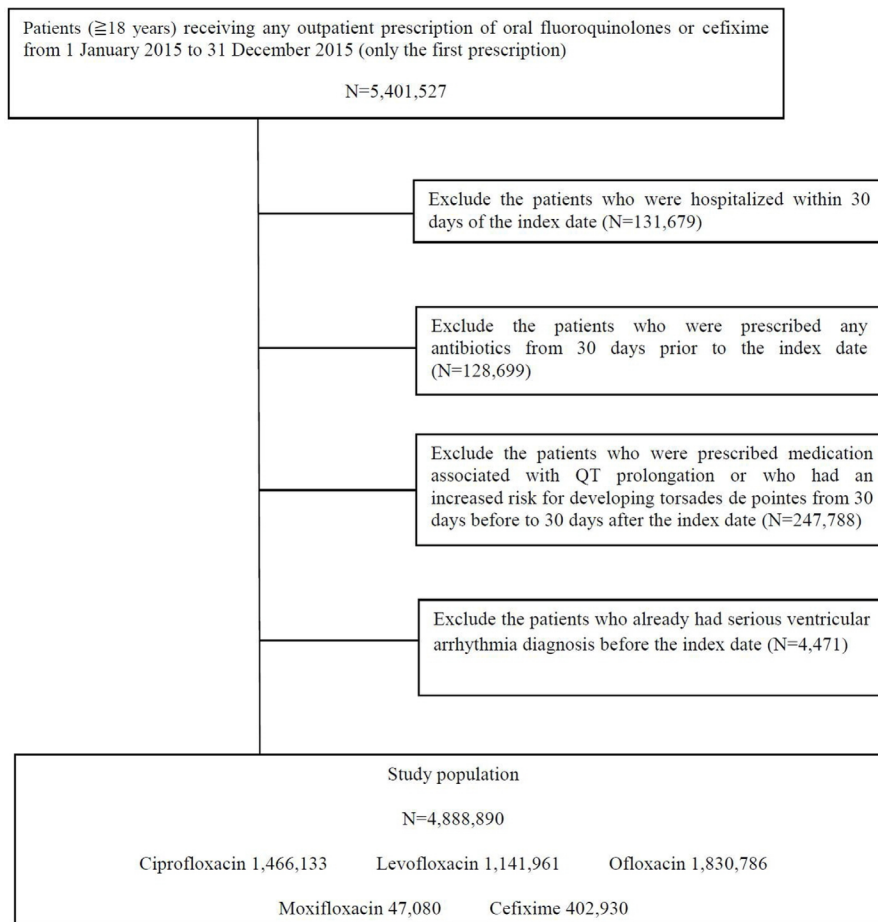 Patients (≧18 years) receiving any outpatient prescription of oral fluoroquinolones or cefixime
from 1 January 2015 to 31 December 2015 (only the first prescription)
N=5,401,527
Exclude the patients who were hospitalized within 30
days of the index date (N=131,679)
Exclude the patients who were prescribed any
antibiotics from 30 days prior to the index date
(N=128,699)
Exclude the patients who were prescribed medication
associated with QT prolongation or who had an
increased risk for developing torsades de pointes from 30
days before to 30 days after the index date (N=247,788)
Exclude the patients who already had serious ventricular
arrhythmia diagnosis before the index date (N=4,471)
Study population
N=4,888,890
Ciprofloxacin 1,466,133 Levofloxacin 1,141,961 Ofloxacin 1,830,786
Moxifloxacin 47,080 Cefixime 402,930